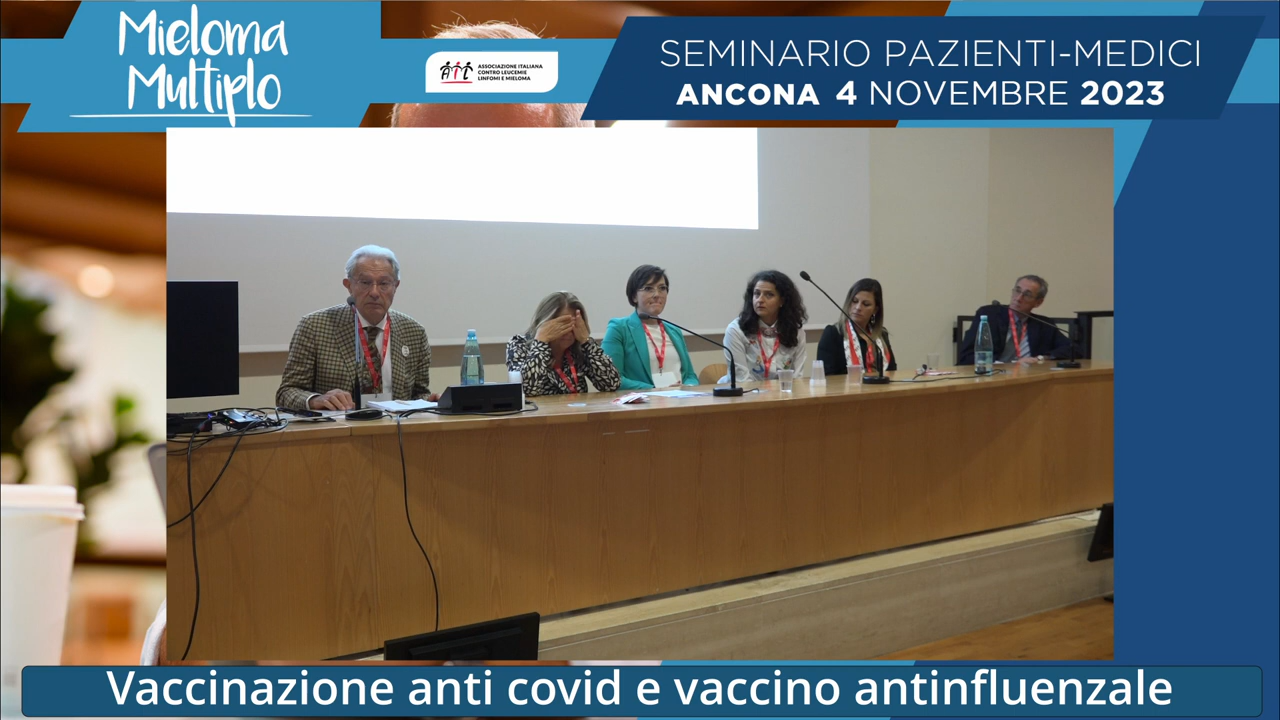 Mieloma
Multiplo
AIL
ASSOCIAZIONE ITALIANA
CONTRO LEUCEMIE
LINFOMI E MIELOMA
SEMINARIO PAZIENTI-MEDICI
ANCONA 4 NOVEMBRE 2023
Vaccinazione anti covid e vaccino antinfluenzale